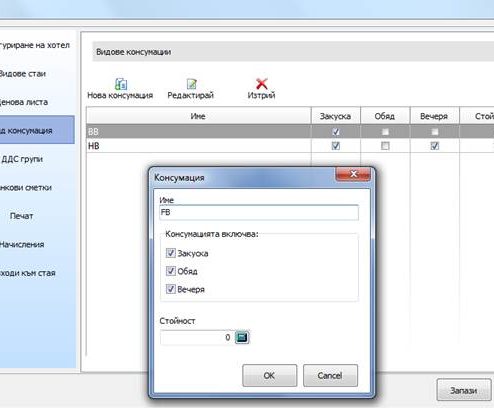 гуриране на хотел
Видове стаи
Ценова листа
д консумация
ДДС групи
нкови сметки
Печат
Начисления
ходи към стая
Видове консумации
Нова консумация Редактирай Изтрий
Име Закуска Обяд Вечеря Стой
BB
HB
Консумация
Име
FB
Консумацията включва:
Закуска
Обяд
Вечеря
Стойност
0
OK Cancel
Запази